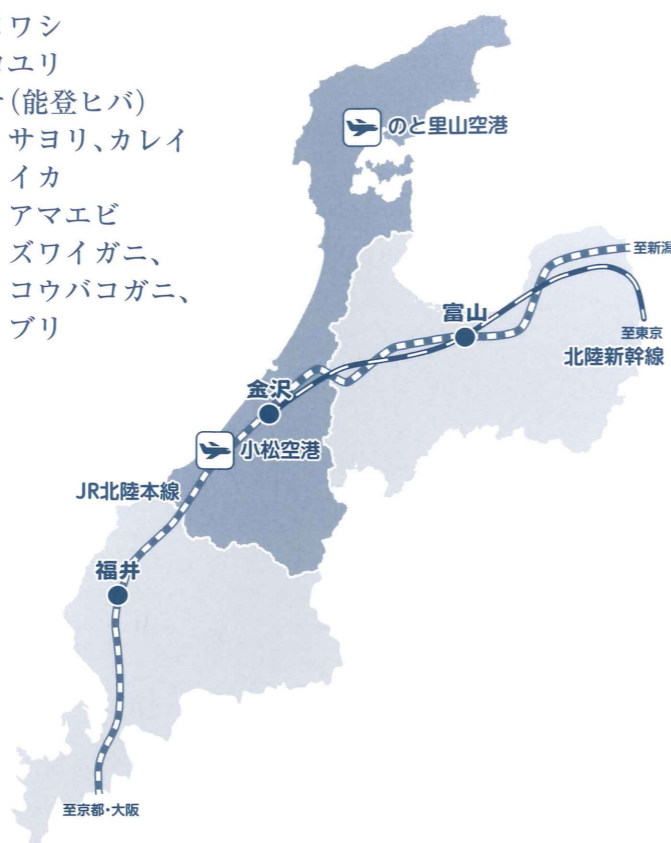 ワシ
ユリ
(能登ヒバ)
サヨリ、カレイ
イカ
アマエビ
ズワイガニ、
コウバコガニ、
ブリ
のと里山空港
至新潟
富山
至東京
北陸新幹線
金沢
小松空港
JR北陸本線
福井
至京都・大阪